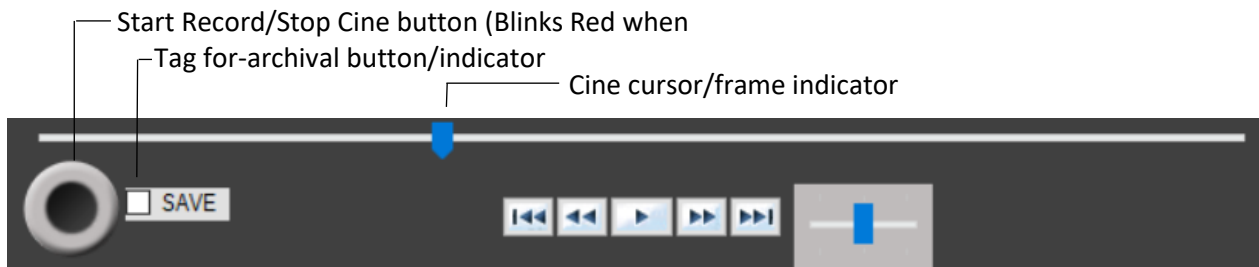 Start Record/Stop Cine button (Blinks Red when
Tag for-archival button/indicator
Cine cursor/frame indicator
SAVE